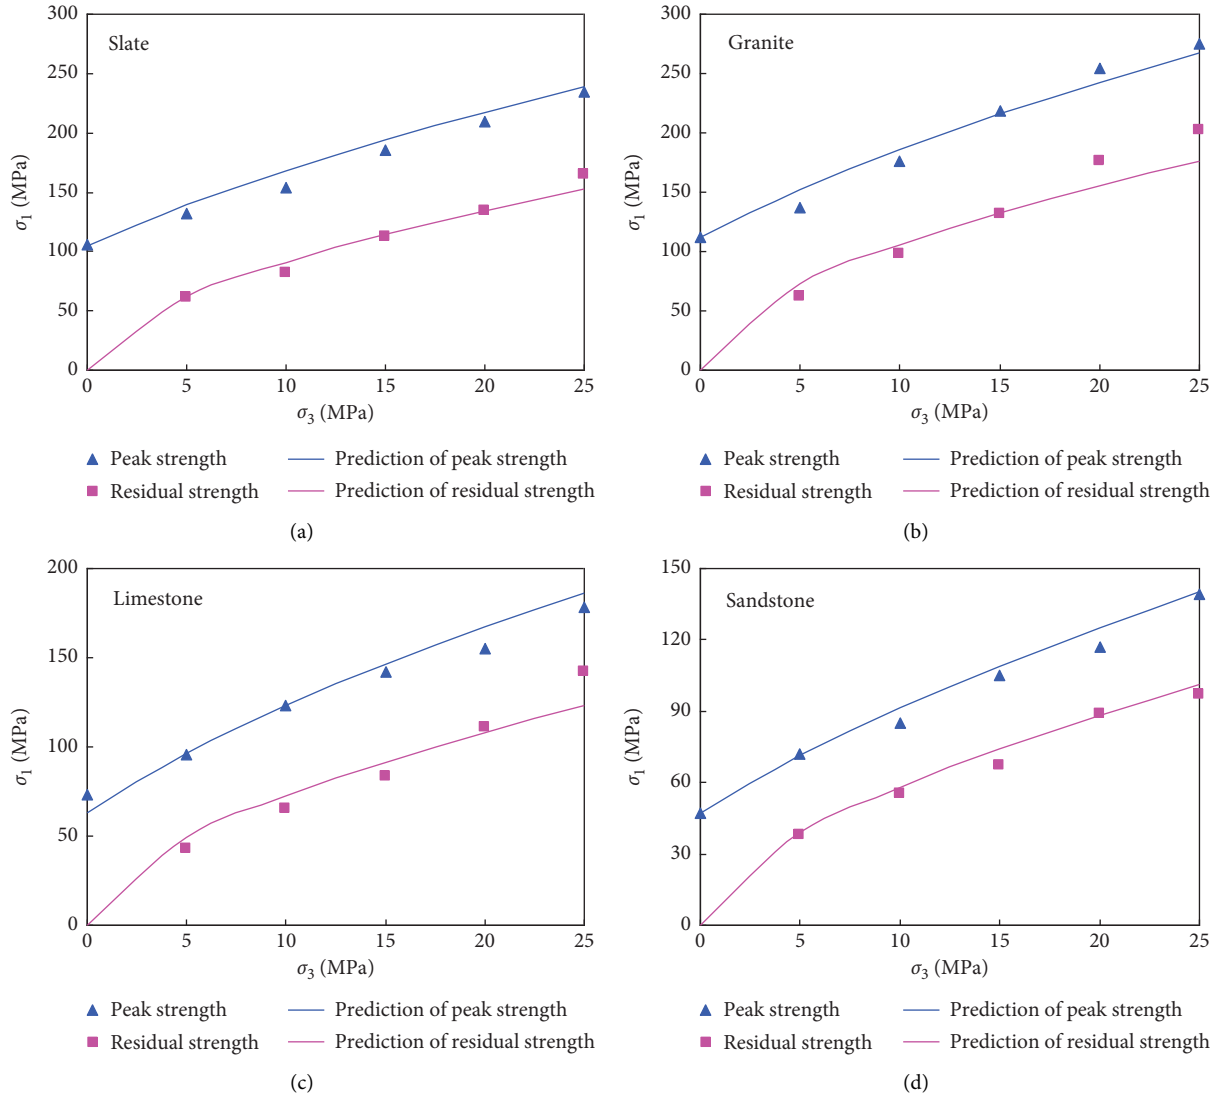 300
250
200
150
100
50
0
σ1 (MPa)
Slate
0 5 10 15 20 25
σ3 (MPa)
Peak strength
Prediction of peak strength
Residual strength
Prediction of residual strength
(a)
300
250
200
150
100
50
0
σ1 (MPa)
Granite
0 5 10 15 20 25
σ3 (MPa)
Peak strength
Prediction of peak strength
Residual strength
Prediction of residual strength
(b)
200
150
100
50
0
σ1 (MPa)
Limestone
0 5 10 15 20 25
σ3 (MPa)
Peak strength
Prediction of peak strength
Residual strength
Prediction of residual strength
(c)
150
120
90
60
30
0
σ1 (MPa)
Sandstone
0 5 10 15 20 25
σ3 (MPa)
Peak strength
Prediction of peak strength
Residual strength
Prediction of residual strength
(d)